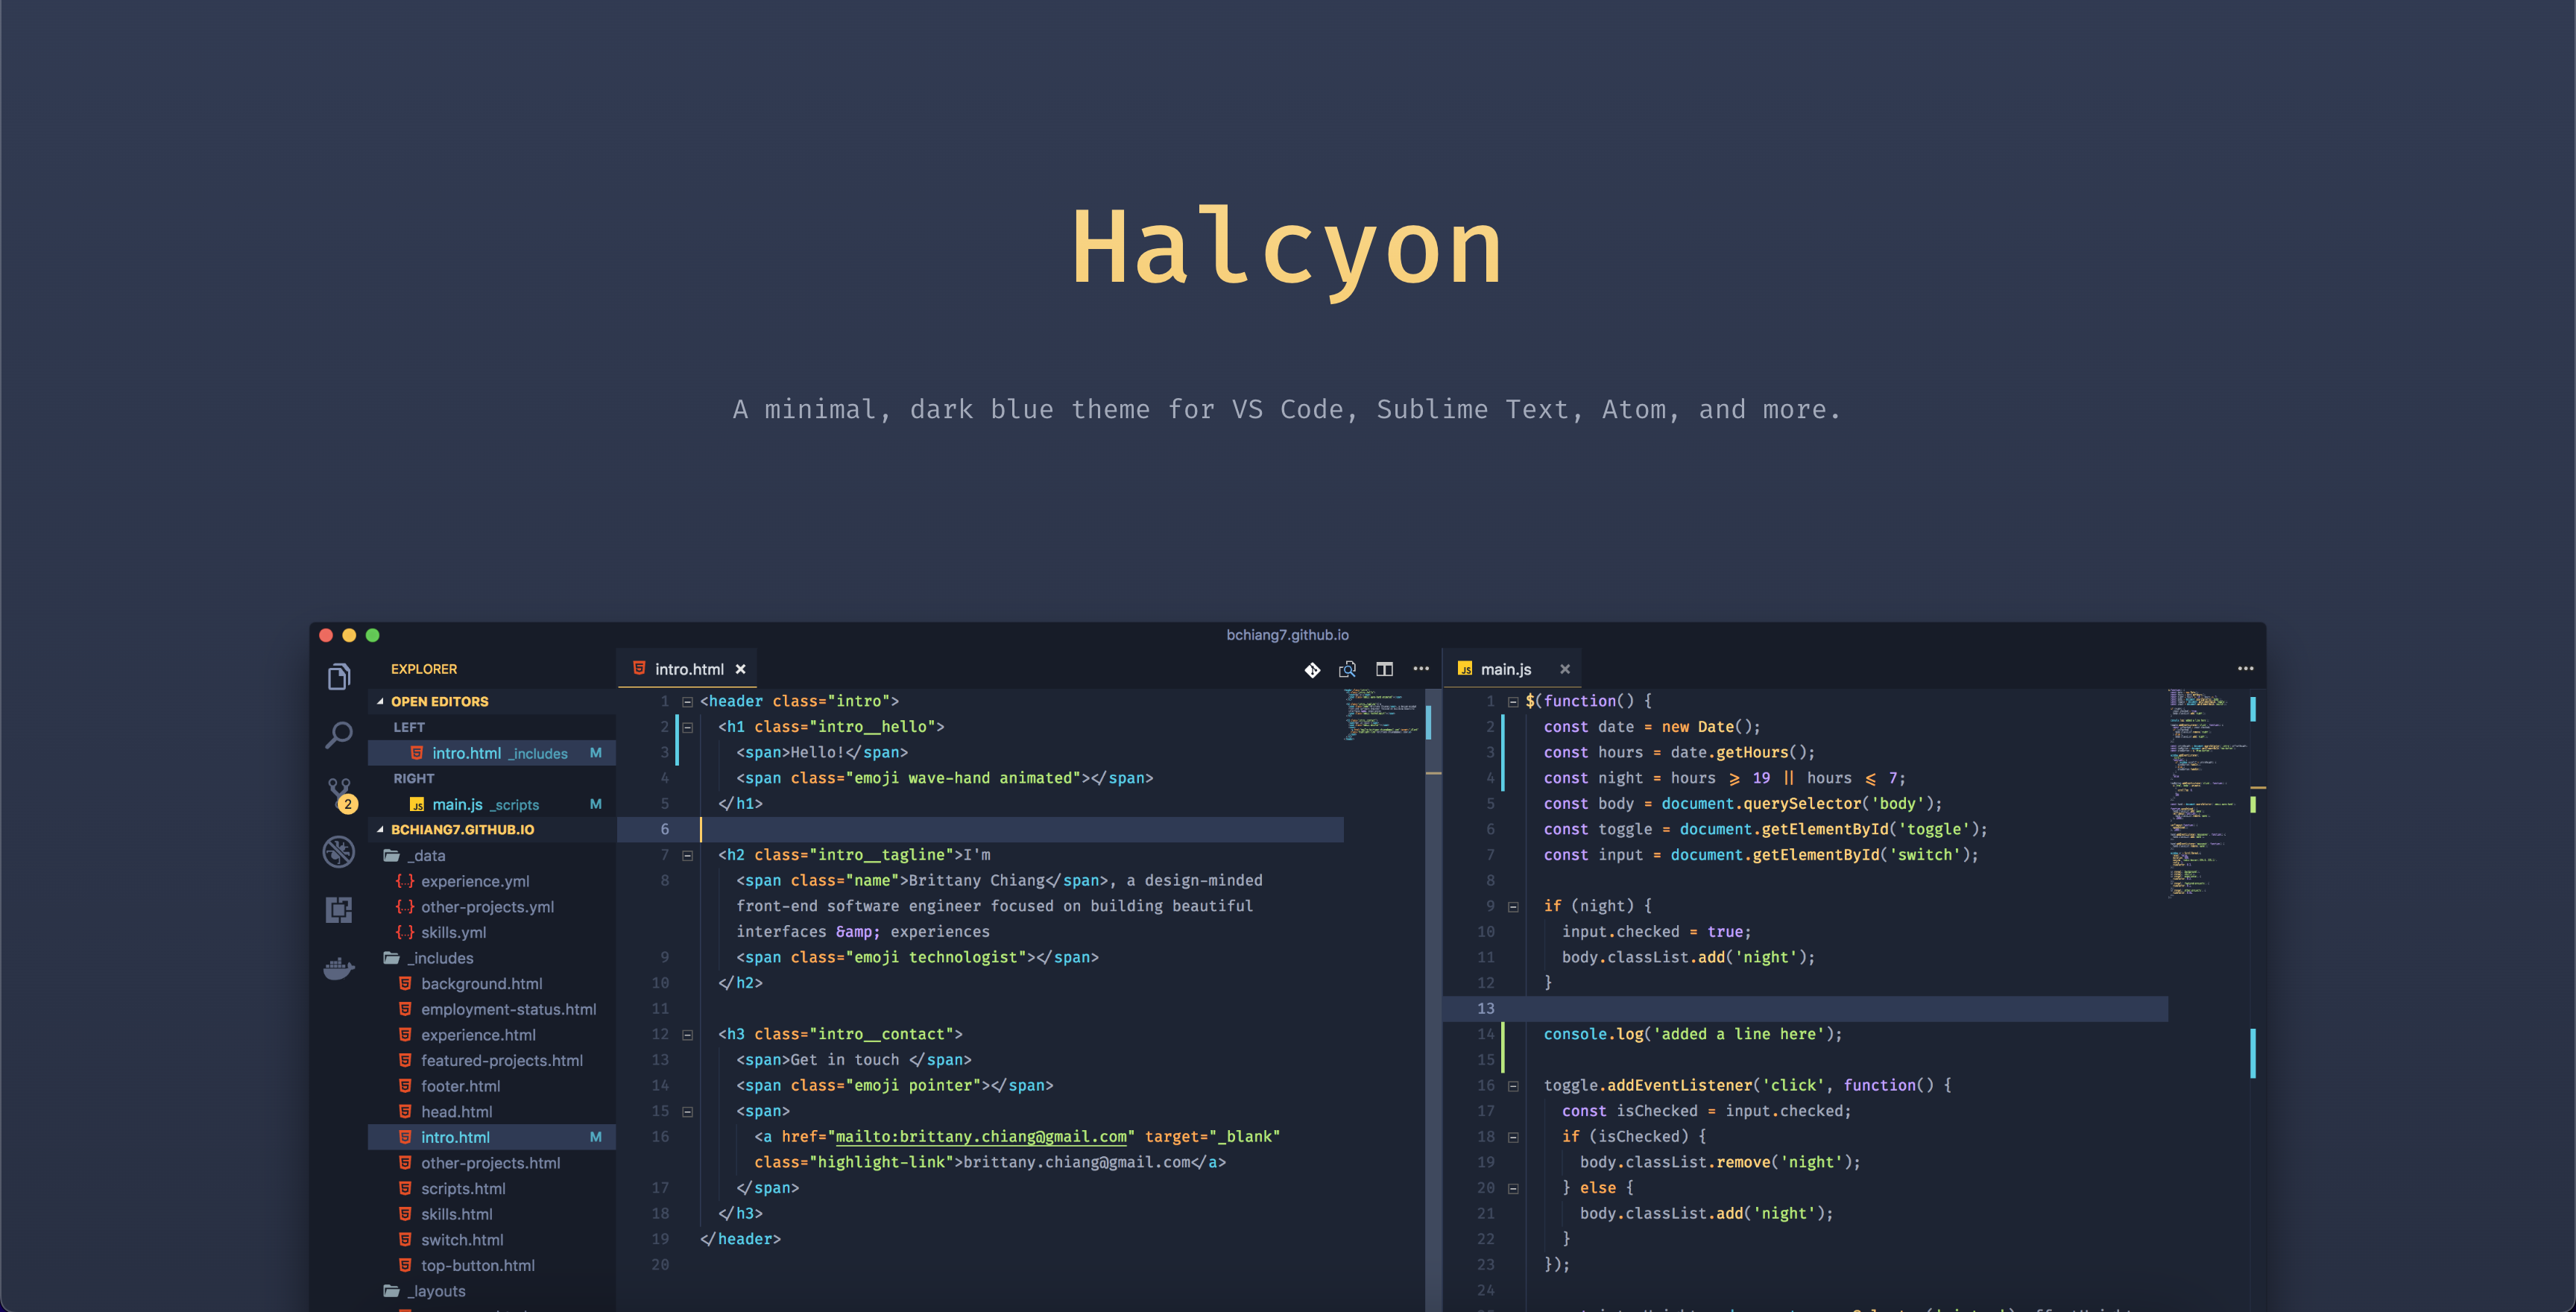 Halcyon
A minimal, dark blue theme for VS Code, Sublime Text, Atom, and more.
bchiang7.github.io
EXPLORER
OPEN EDITORS
LEFT
intro.html _includes M
RIGHT
2
main.js _scripts M
BCHIANG7.GITHUB.IO
_data
experience.yml
other-projects.yml
skills.yml
_includes
background.html
employment-status.html
experience.html
featured-projects.html
footer.html
head.html
intro.html M
other-projects.html
scripts.html
skills.html
switch.html
top-button.html
_layouts
intro.html
1 <header class="intro">
2 <h1 class="intro__hello">
3 <span>Hello!</span>
4 <span class="emoji wave-hand animated"></span>
5 </h1>
6
7 <h2 class="intro__tagline">I'm
8 <span class="name">Brittany Chiang</span>, a design-minded
front-end software engineer focused on building beautiful
interfaces &amp; experiences
9 <span class="emoji technologist"></span>
10 </h2>
11
12 <h3 class="intro__contact">
13 <span>Get in touch </span>
14 <span class="emoji pointer"></span>
15 <span>
16 <a href="mailto:brittany.chiang@gmail.com" target="_blank"
class="highlight-link">brittany.chiang@gmail.com</a>
17 </span>
18 </h3>
19 </header>
20
JS main.js
1 $(function() {
2 const date = new Date();
3 const hours = date.getHours();
4 const night = hours ⩾ 19 || hours ⩽ 7;
5 const body = document.querySelector('body');
6 const toggle = document.getElementById('toggle');
7 const input = document.getElementById('switch');
8
9 if (night) {
10 input.checked = true;
11 body.classList.add('night');
12 }
13
14 console.log('added a line here');
15
16 toggle.addEventListener('click', function() {
17 const isChecked = input.checked;
18 if (isChecked) {
19 body.classList.remove('night');
20 } else {
21 body.classList.add('night');
22 }
23 });
24